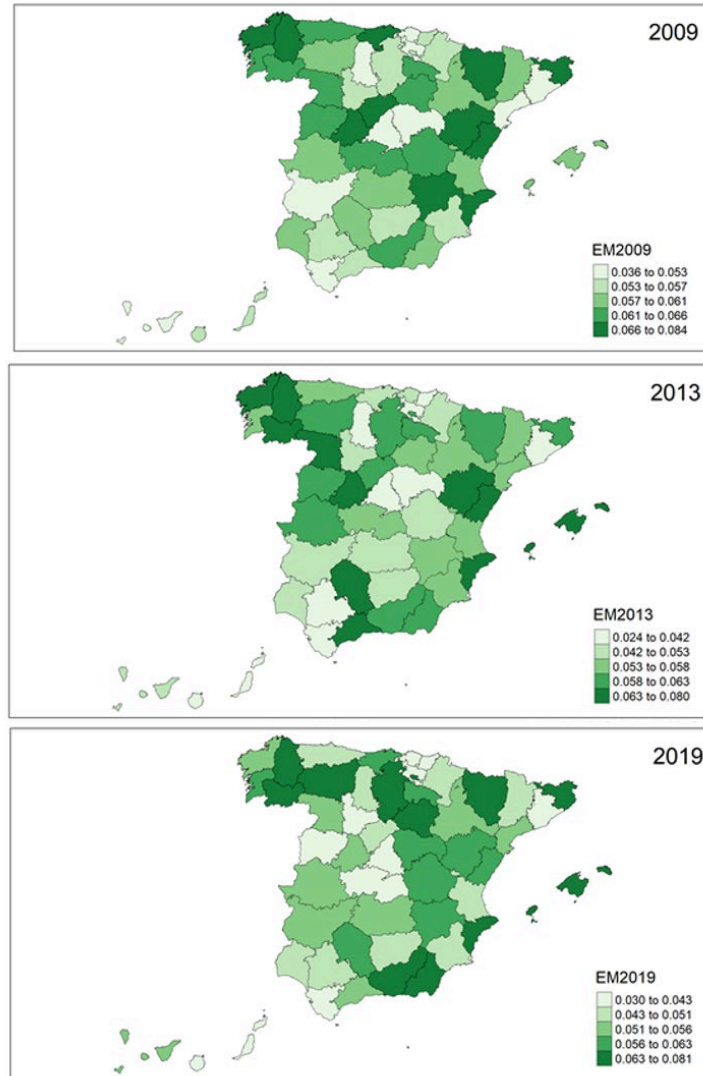 2009
EM2009
0.036 to 0.053
0.053 to 0.057
0.057 to 0.061
0.061 to 0.066
0.066 to 0.084
2013
EM2013
0.024 to 0.042
0.042 to 0.053
0.053 to 0.058
0.058 to 0.063
0.063 to 0.080
2019
EM2019
0.030 to 0.043
0.043 to 0.051
0.051 to 0.056
0.056 to 0.063
0.063 to 0.081